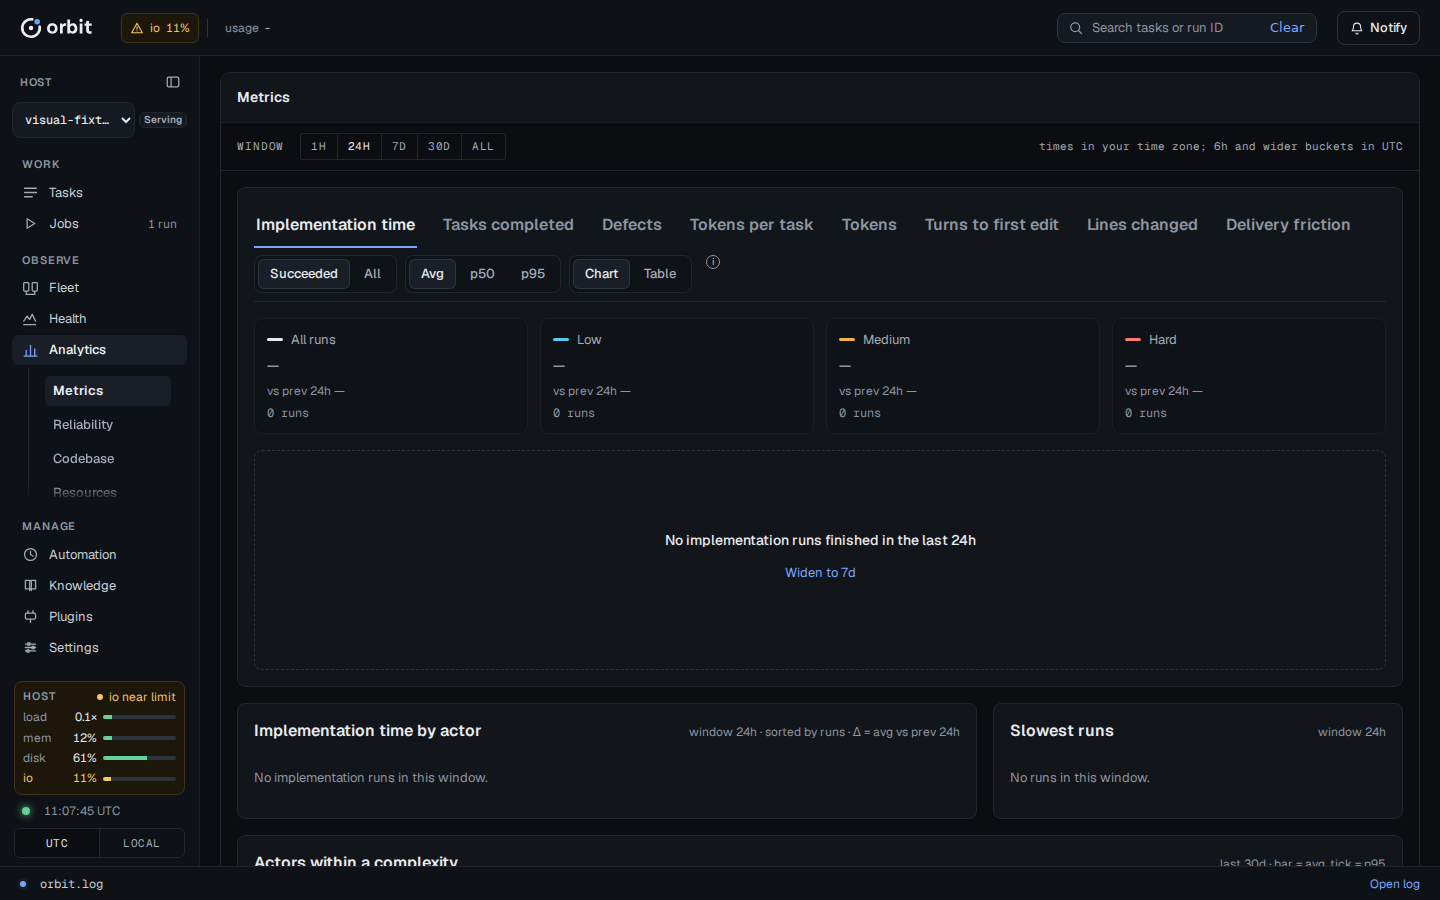 orbit
io 11%
usage -
Search tasks or run ID
Clear
Notify
HOST
visual-fixt…
Serving
WORK
Tasks
Jobs
1 run
OBSERVE
Fleet
Health
Analytics
Metrics
Reliability
Codebase
Resources
MANAGE
Automation
Knowledge
Plugins
Settings
HOST
io near limit
load 0.1×
mem 12%
disk 61%
io 11%
11:07:45 UTC
UTC LOCAL
Metrics
WINDOW 1H 24H 7D 30D ALL
times in your time zone; 6h and wider buckets in UTC
Implementation time Tasks completed Defects Tokens per task Tokens Turns to first edit Lines changed Delivery friction
Succeeded All Avg p50 p95 Chart Table
All runs
—
vs prev 24h —
0 runs
Low
—
vs prev 24h —
0 runs
Medium
—
vs prev 24h —
0 runs
Hard
—
vs prev 24h —
0 runs
No implementation runs finished in the last 24h
Widen to 7d
Implementation time by actor
window 24h · sorted by runs · Δ = avg vs prev 24h
No implementation runs in this window.
Slowest runs
window 24h
No runs in this window.
Actors within a complexity
last 30d · bar = avg, tick = p95
orbit.log
Open log